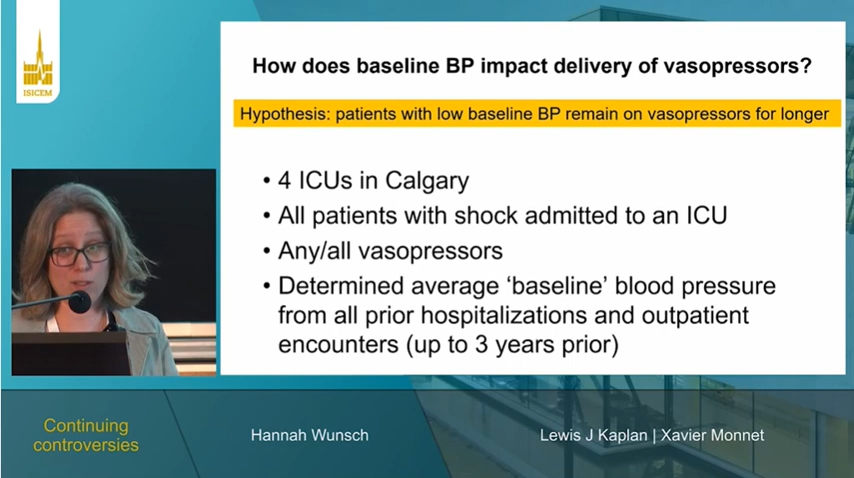 ISICEM
How does baseline BP impact delivery of vasopressors?
Hypothesis: patients with low baseline BP remain on vasopressors for longer
• 4 ICUs in Calgary
• All patients with shock admitted to an ICU
• Any/all vasopressors
• Determined average ‘baseline’ blood pressure
from all prior hospitalizations and outpatient
encounters (up to 3 years prior)
Continuing
controversies
Hannah Wunsch
Lewis J Kaplan | Xavier Monnet